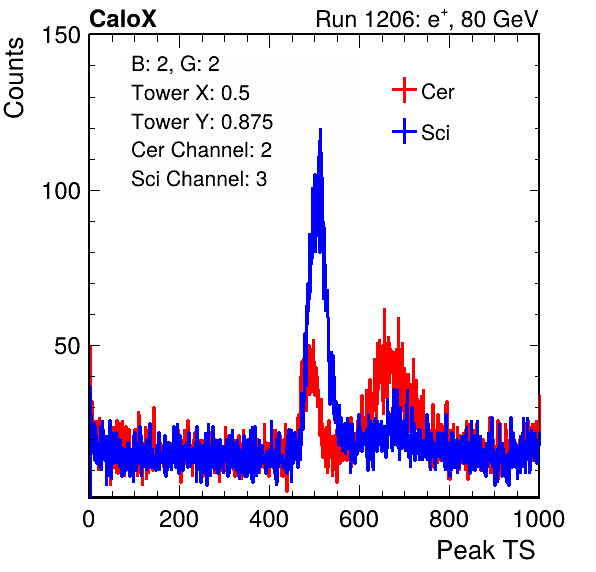 CaloX Run 1206: e⁺, 80 GeV
150
Counts
B: 2, G: 2
Tower X: 0.5
Tower Y: 0.875
Cer Channel: 2
Sci Channel: 3
Cer
Sci
100
50
0 200 400 600 800 1000
Peak TS